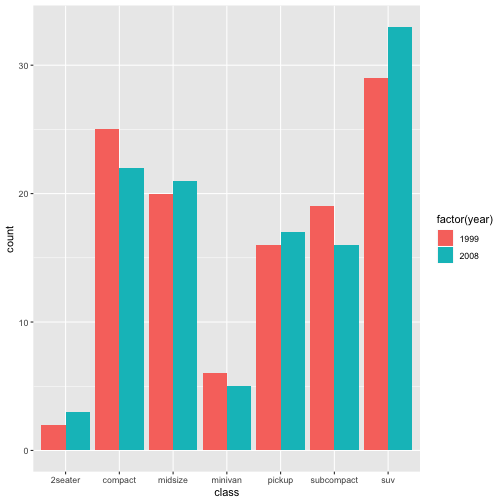 30
20
10
0
count
2seater compact midsize minivan pickup subcompact suv
class
factor(year)
1999
2008